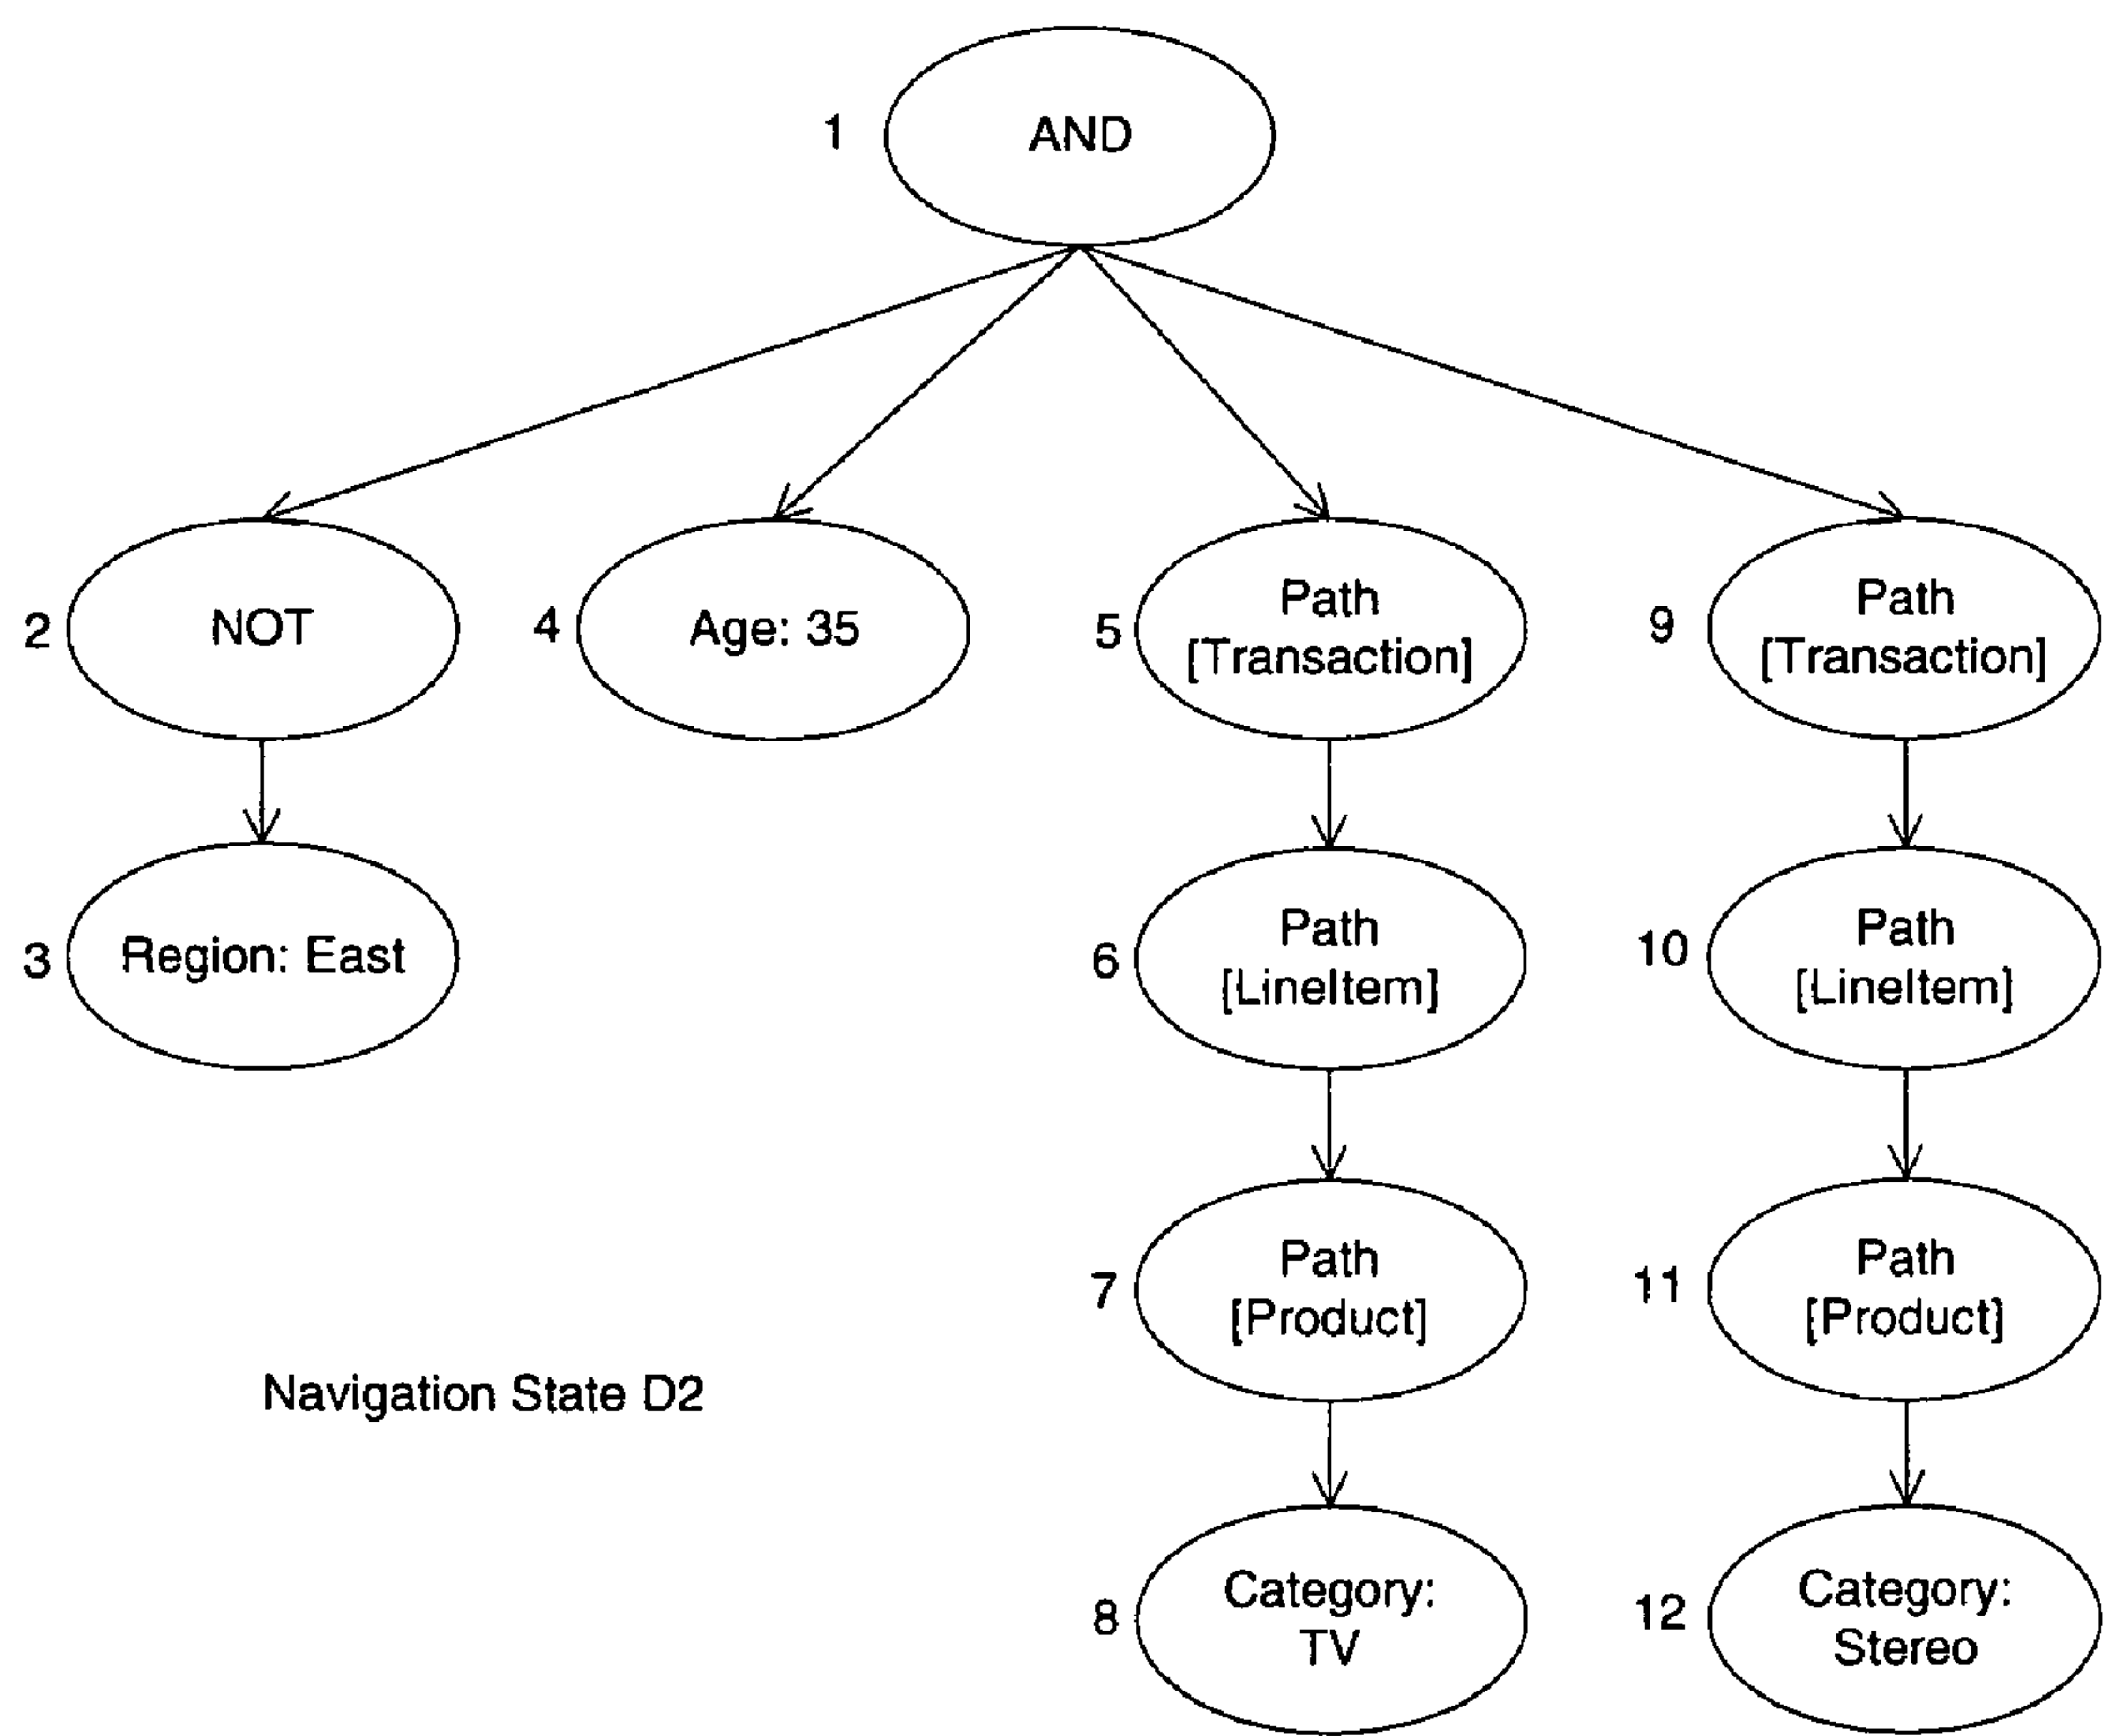 1
AND
2
NOT
4
Age: 35
5
Path
[Transaction]
9
Path
[Transaction]
3
Region: East
6
Path
[LineItem]
10
Path
[LineItem]
7
Path
[Product]
11
Path
[Product]
Navigation State D2
8
Category:
TV
12
Category:
Stereo